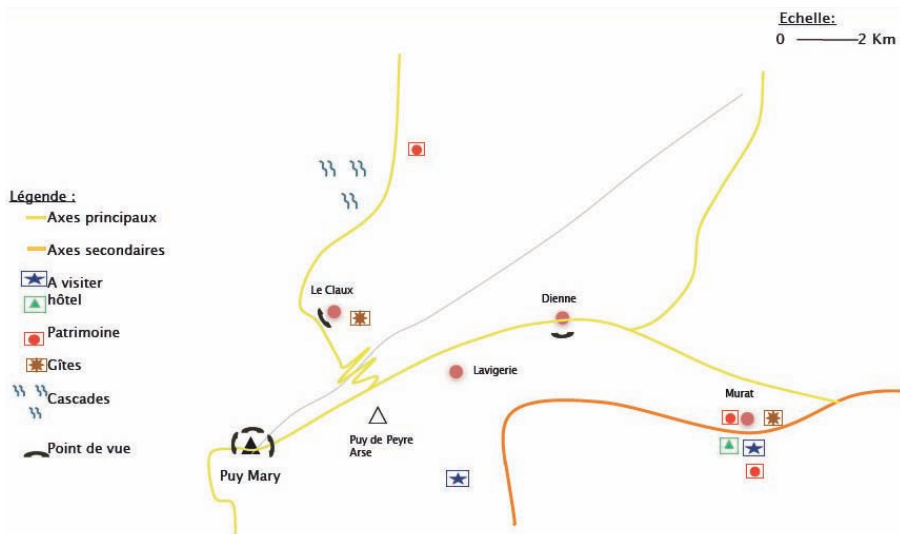 Echelle:
0 2 Km
Légende :
Axes principaux
Axes secondaires
A visiter
hôtel
Patrimoine
Gîtes
Cascades
Point de vue
Le Claux
Dienne
Lavigerie
Murat
Puy de Peyre
Arse
Puy Mary